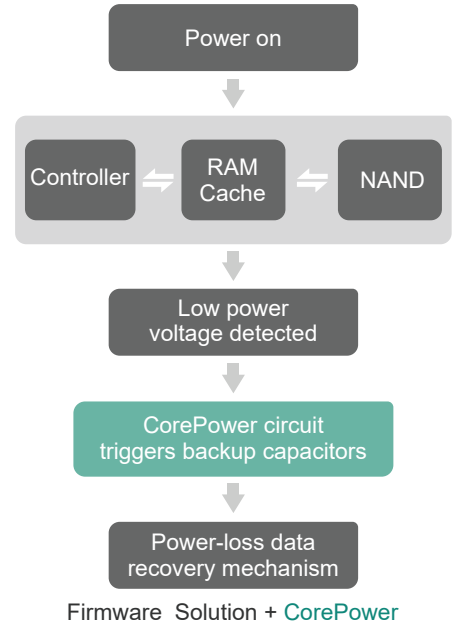 Power on
Controller
RAM
Cache
NAND
Low power
voltage detected
CorePower circuit
triggers backup capacitors
Power-loss data
recovery mechanism
Firmware Solution + CorePower